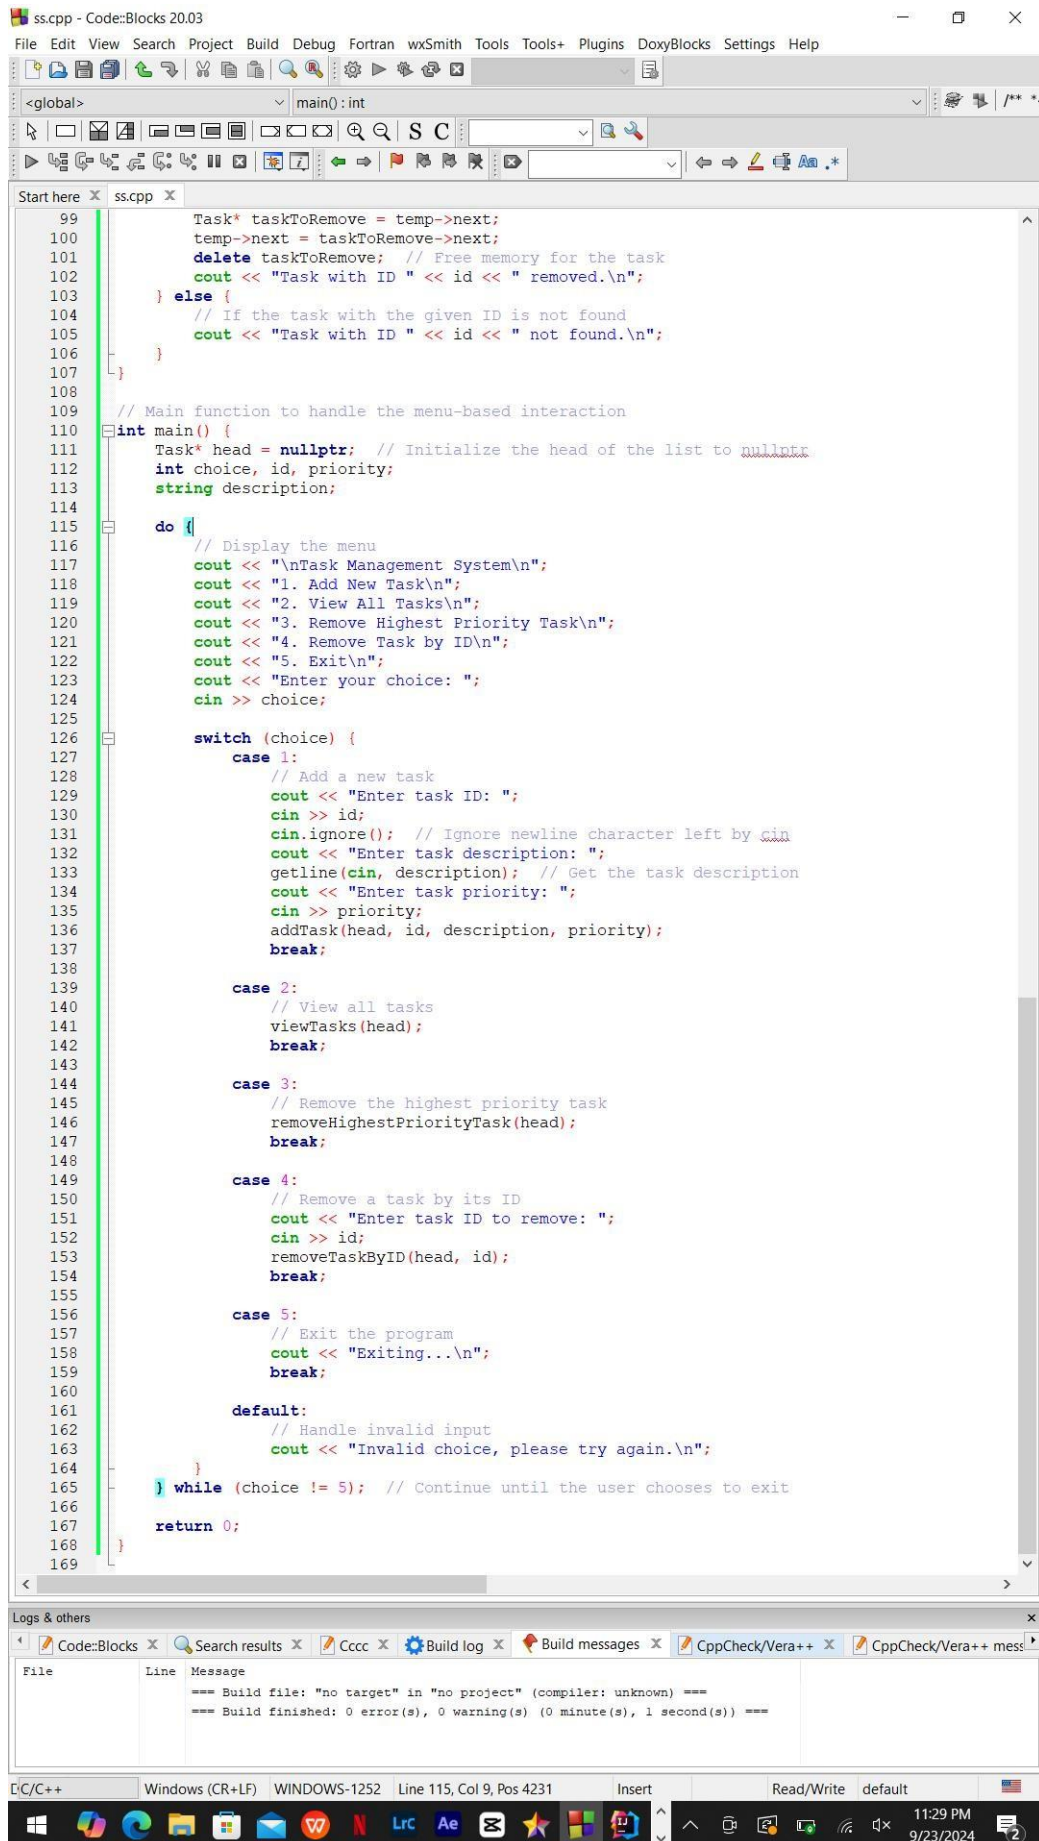 ss.cpp - Code::Blocks 20.03
File Edit View Search Project Build Debug Fortran wxSmith Tools Tools+ Plugins DoxyBlocks Settings Help
<global> main() : int /** *
S C
Aa .*
Start here X ss.cpp X
99 Task* taskToRemove = temp->next;
100 temp->next = taskToRemove->next;
101 delete taskToRemove; // Free memory for the task
102 cout << "Task with ID " << id << " removed.\n";
103 } else {
104 // If the task with the given ID is not found
105 cout << "Task with ID " << id << " not found.\n";
106 }
107 }
108
109 // Main function to handle the menu-based interaction
110 int main() {
111 Task* head = nullptr; // Initialize the head of the list to nullptr
112 int choice, id, priority;
113 string description;
114
115 do {
116 // Display the menu
117 cout << "\nTask Management System\n";
118 cout << "1. Add New Task\n";
119 cout << "2. View All Tasks\n";
120 cout << "3. Remove Highest Priority Task\n";
121 cout << "4. Remove Task by ID\n";
122 cout << "5. Exit\n";
123 cout << "Enter your choice: ";
124 cin >> choice;
125
126 switch (choice) {
127 case 1:
128 // Add a new task
129 cout << "Enter task ID: ";
130 cin >> id;
131 cin.ignore(); // Ignore newline character left by cin
132 cout << "Enter task description: ";
133 getline(cin, description); // Get the task description
134 cout << "Enter task priority: ";
135 cin >> priority;
136 addTask(head, id, description, priority);
137 break;
138
139 case 2:
140 // View all tasks
141 viewTasks(head);
142 break;
143
144 case 3:
145 // Remove the highest priority task
146 removeHighestPriorityTask(head);
147 break;
148
149 case 4:
150 // Remove a task by its ID
151 cout << "Enter task ID to remove: ";
152 cin >> id;
153 removeTaskByID(head, id);
154 break;
155
156 case 5:
157 // Exit the program
158 cout << "Exiting...\n";
159 break;
160
161 default:
162 // Handle invalid input
163 cout << "Invalid choice, please try again.\n";
164 }
165 } while (choice != 5); // Continue until the user chooses to exit
166
167 return 0;
168 }
169
Logs & others x
Code::Blocks X Search results X Cccc X Build log X Build messages X CppCheck/Vera++ X CppCheck/Vera++ mess
File Line Message
=== Build file: "no target" in "no project" (compiler: unknown) ===
=== Build finished: 0 error(s), 0 warning(s) (0 minute(s), 1 second(s)) ===
C/C++ Windows (CR+LF) WINDOWS-1252 Line 115, Col 9, Pos 4231 Insert Read/Write default
W N Lrc Ae IJ 11:29 PM
9/23/2024 2